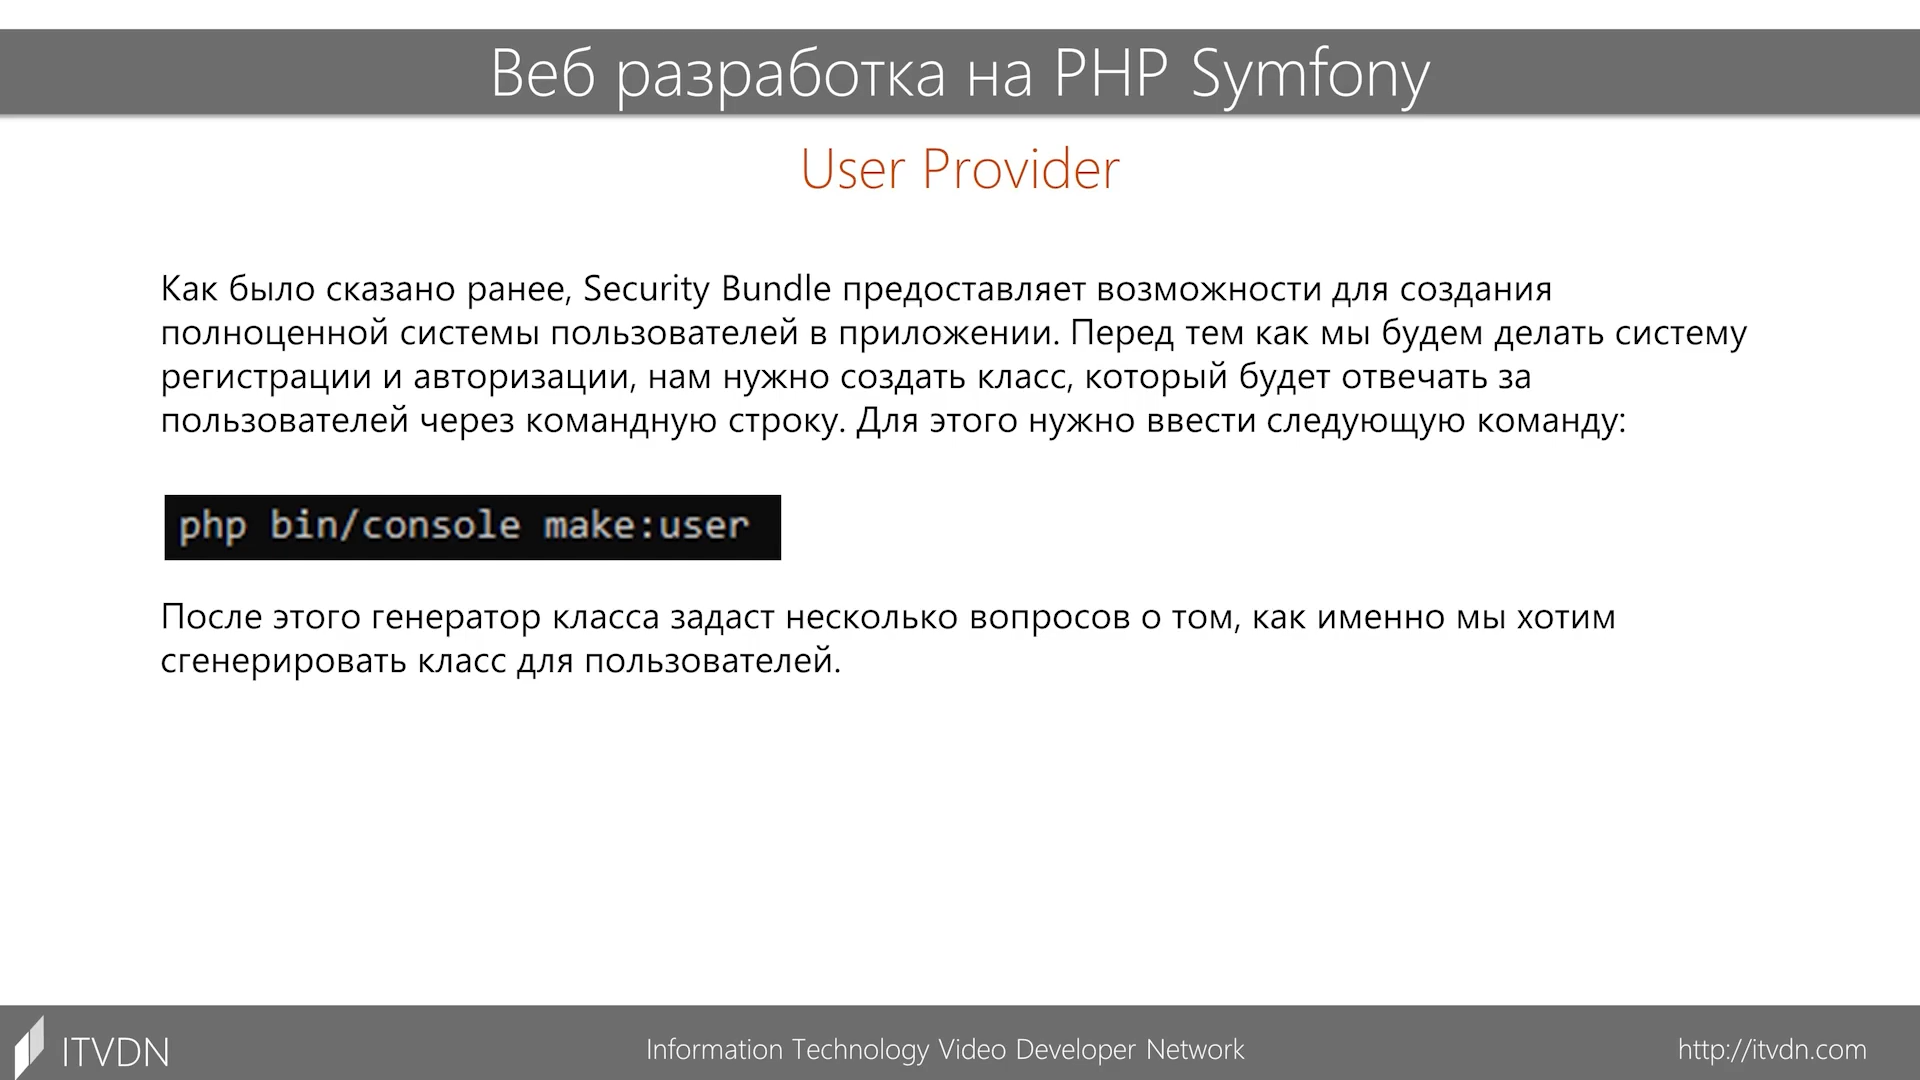 Веб разработка на PHP Symfony
User Provider
Как было сказано ранее, Security Bundle предоставляет возможности для создания
полноценной системы пользователей в приложении. Перед тем как мы будем делать систему
регистрации и авторизации, нам нужно создать класс, который будет отвечать за
пользователей через командную строку. Для этого нужно ввести следующую команду:
php bin/console make:user
После этого генератор класса задаст несколько вопросов о том, как именно мы хотим
сгенерировать класс для пользователей.
ITVDN
Information Technology Video Developer Network
http://itvdn.com